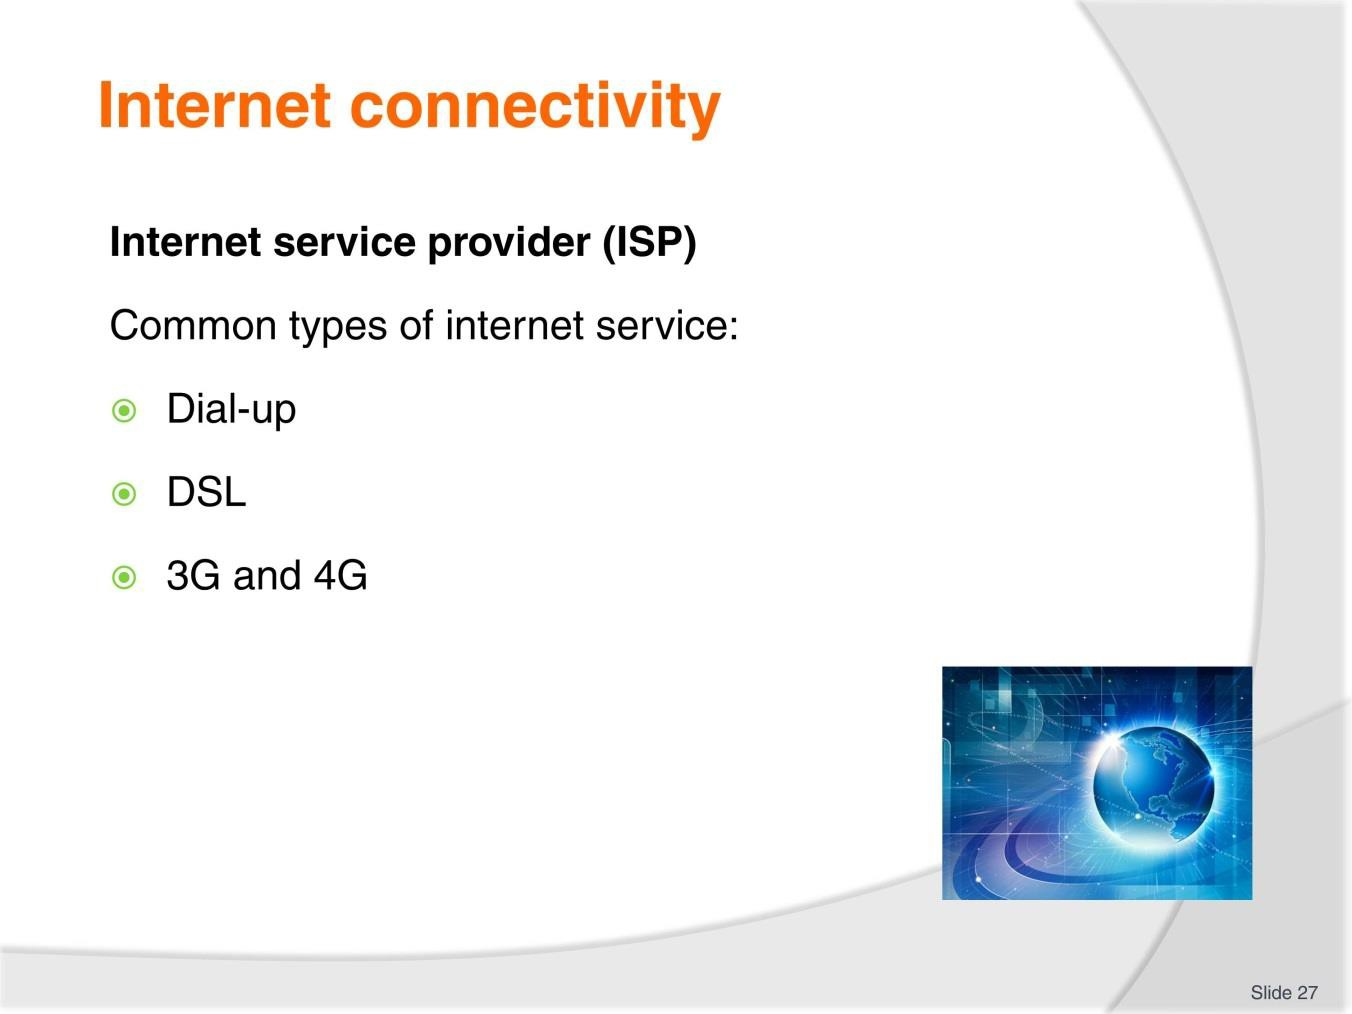 Internet connectivity
Internet service provider (ISP)
Common types of internet service:
Dial-up
DSL
3G and 4G
Slide 27